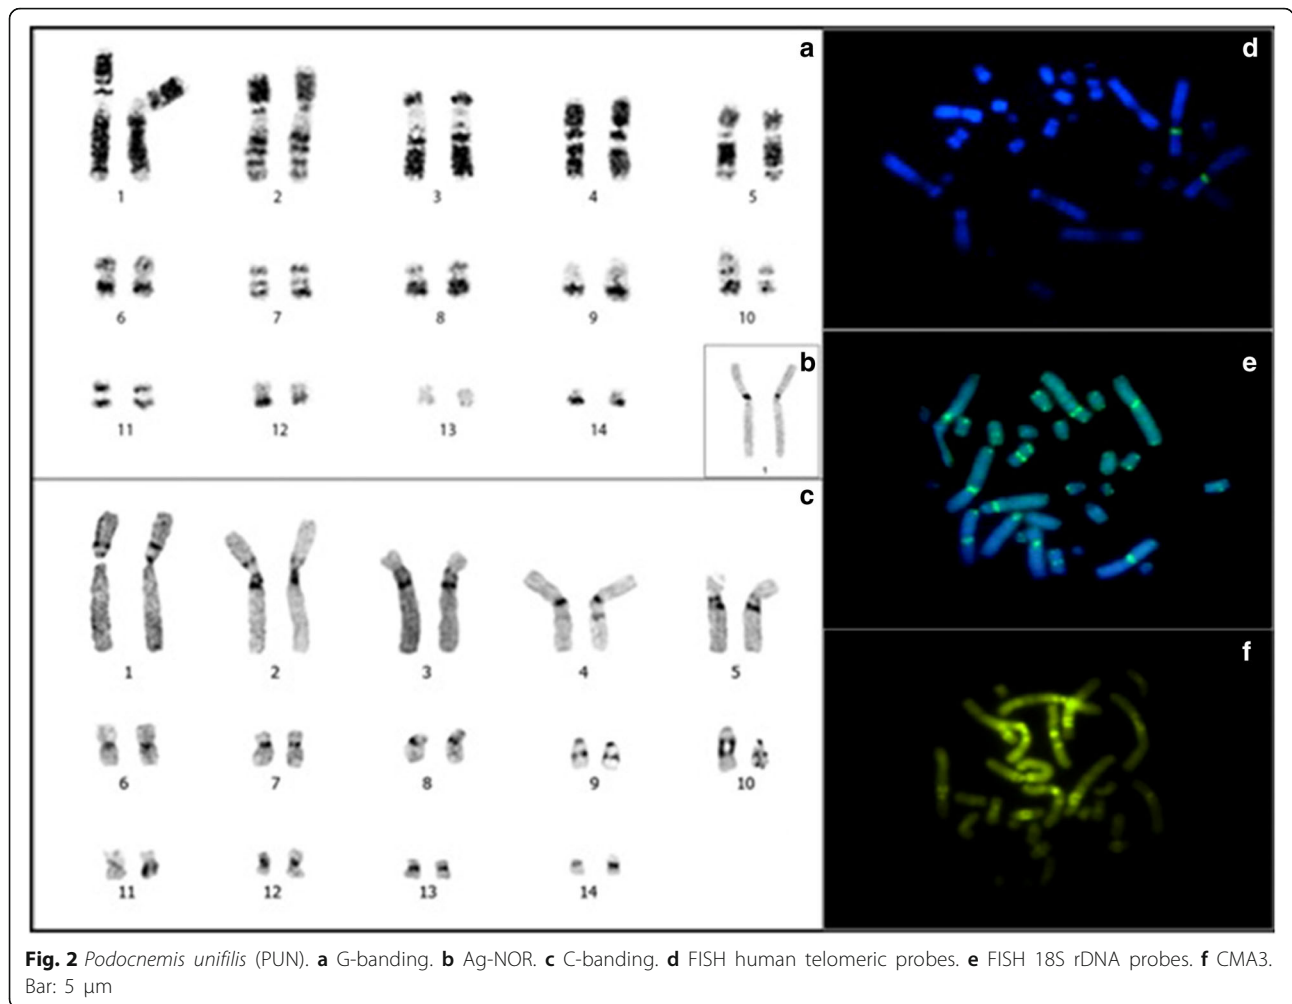 a
1 2 3 4 5
6 7 8 9 10
11 12 13 14
b
1
c
1 2 3 4 5
6 7 8 9 10
11 12 13 14
d
e
f
Fig. 2 Podocnemis unifilis (PUN). a G-banding. b Ag-NOR. c C-banding. d FISH human telomeric probes. e FISH 18S rDNA probes. f CMA3.
Bar: 5 μm